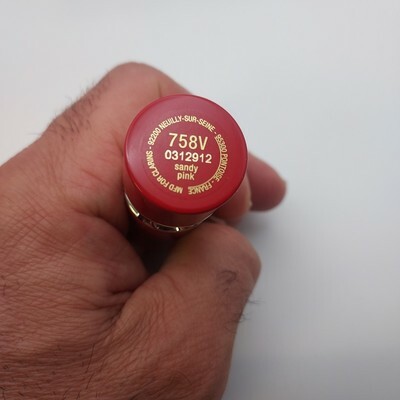 MFD FOR CLARINS - 92200 NEUILLY-SUR-SEINE - 95300 PONTOISE - FRANCE
758V
0312912
sandy
pink